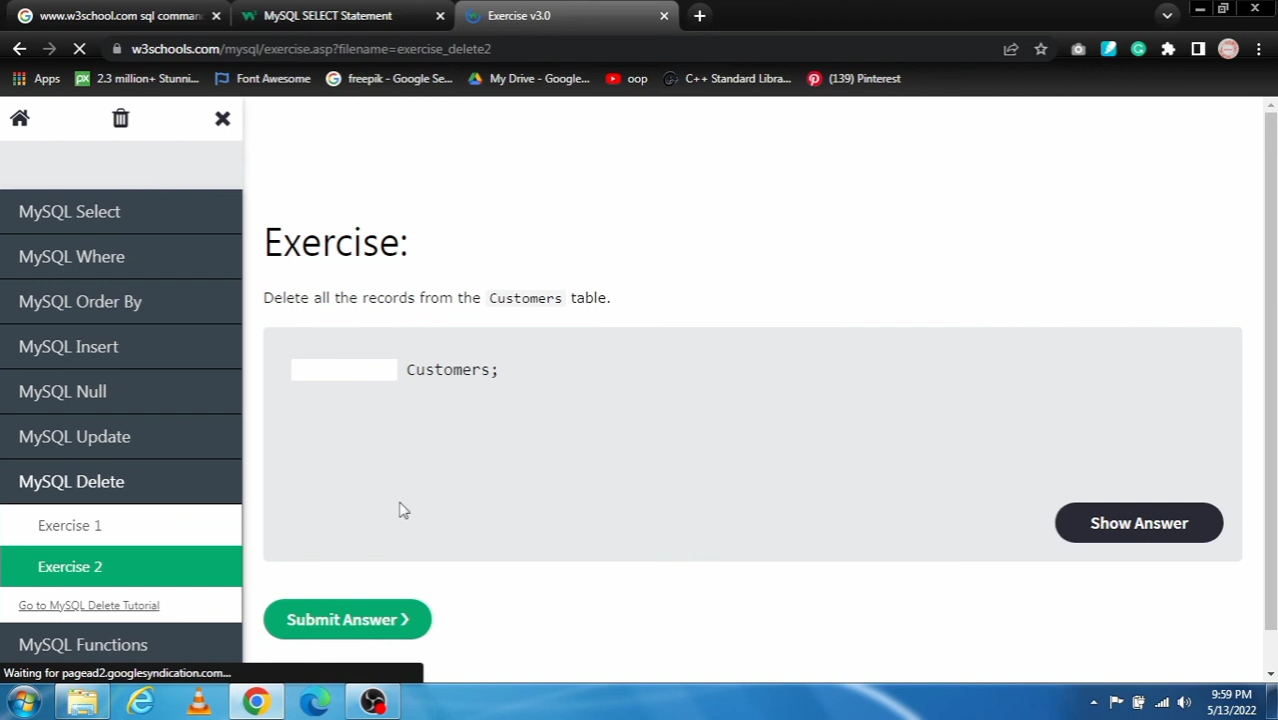 www.w3school.com sql comman
MySQL SELECT Statement
Exercise v3.0
w3schools.com/mysql/exercise.asp?filename=exercise_delete2
Apps
2.3 million+ Stunni...
Font Awesome
freepik - Google Se...
My Drive - Google...
oop
C++ Standard Libra...
(139) Pinterest
MySQL Select
MySQL Where
MySQL Order By
MySQL Insert
MySQL Null
MySQL Update
MySQL Delete
Exercise 1
Exercise 2
Go to MySQL Delete Tutorial
MySQL Functions
Exercise:
Delete all the records from the Customers table.
Customers;
Show Answer
Submit Answer ❯
Waiting for pagead2.googlesyndication.com...
9:59 PM
5/13/2022